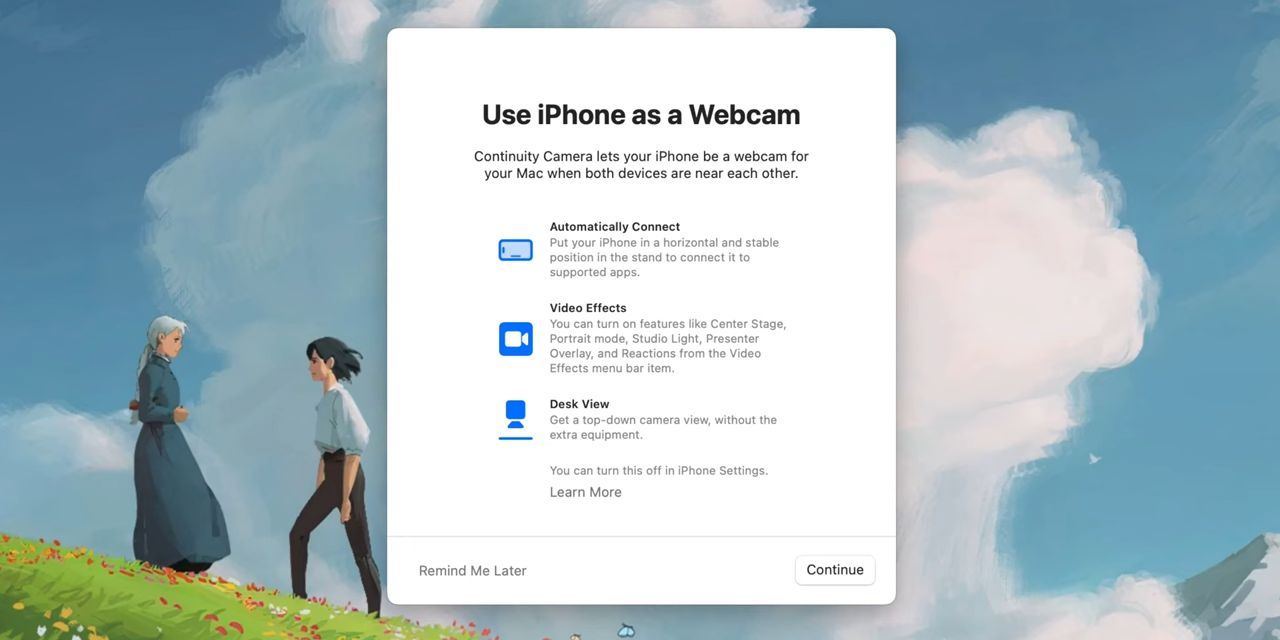 Use iPhone as a Webcam
Continuity Camera lets your iPhone be a webcam for
your Mac when both devices are near each other.
Automatically Connect
Put your iPhone in a horizontal and stable
position in the stand to connect it to
supported apps.
Video Effects
You can turn on features like Center Stage,
Portrait mode, Studio Light, Presenter
Overlay, and Reactions from the Video
Effects menu bar item.
Desk View
Get a top-down camera view, without the
extra equipment.
You can turn this off in iPhone Settings.
Learn More
Remind Me Later
Continue